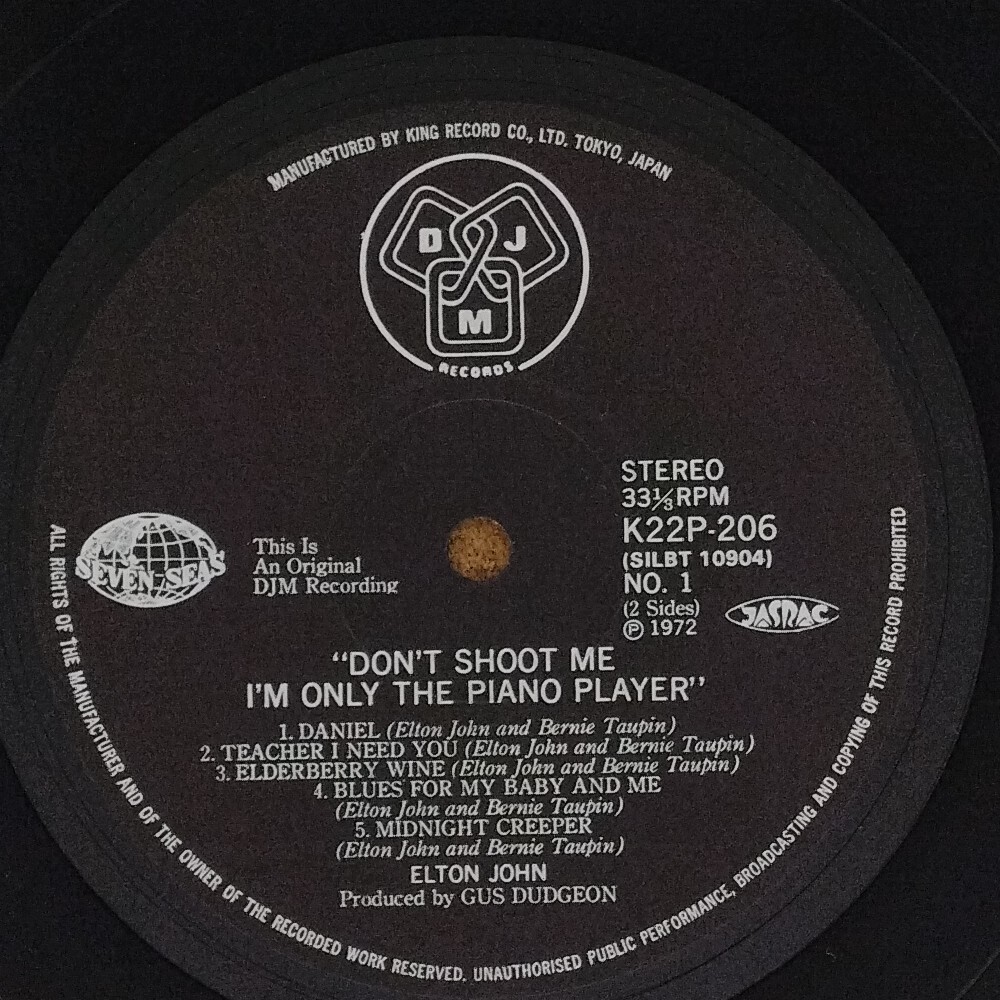 MANUFACTURED BY KING RECORD CO., LTD. TOKYO, JAPAN
D J
M
RECORDS
STEREO
33⅓RPM
K22P-206
(SILBT 10904)
NO. 1
(2 Sides)
Ⓟ 1972
JASRAC
SEVEN-SEAS
This Is
An Original
DJM Recording
"DON'T SHOOT ME
I'M ONLY THE PIANO PLAYER"
1. DANIEL (Elton John and Bernie Taupin)
2. TEACHER I NEED YOU (Elton John and Bernie Taupin)
3. ELDERBERRY WINE (Elton John and Bernie Taupin)
4. BLUES FOR MY BABY AND ME
(Elton John and Bernie Taupin)
5. MIDNIGHT CREEPER
(Elton John and Bernie Taupin)
ELTON JOHN
Produced by GUS DUDGEON
ALL RIGHTS OF THE MANUFACTURER AND OF THE OWNER OF THE RECORDED WORK RESERVED. UNAUTHORISED PUBLIC PERFORMANCE, BROADCASTING AND COPYING OF THIS RECORD PROHIBITED